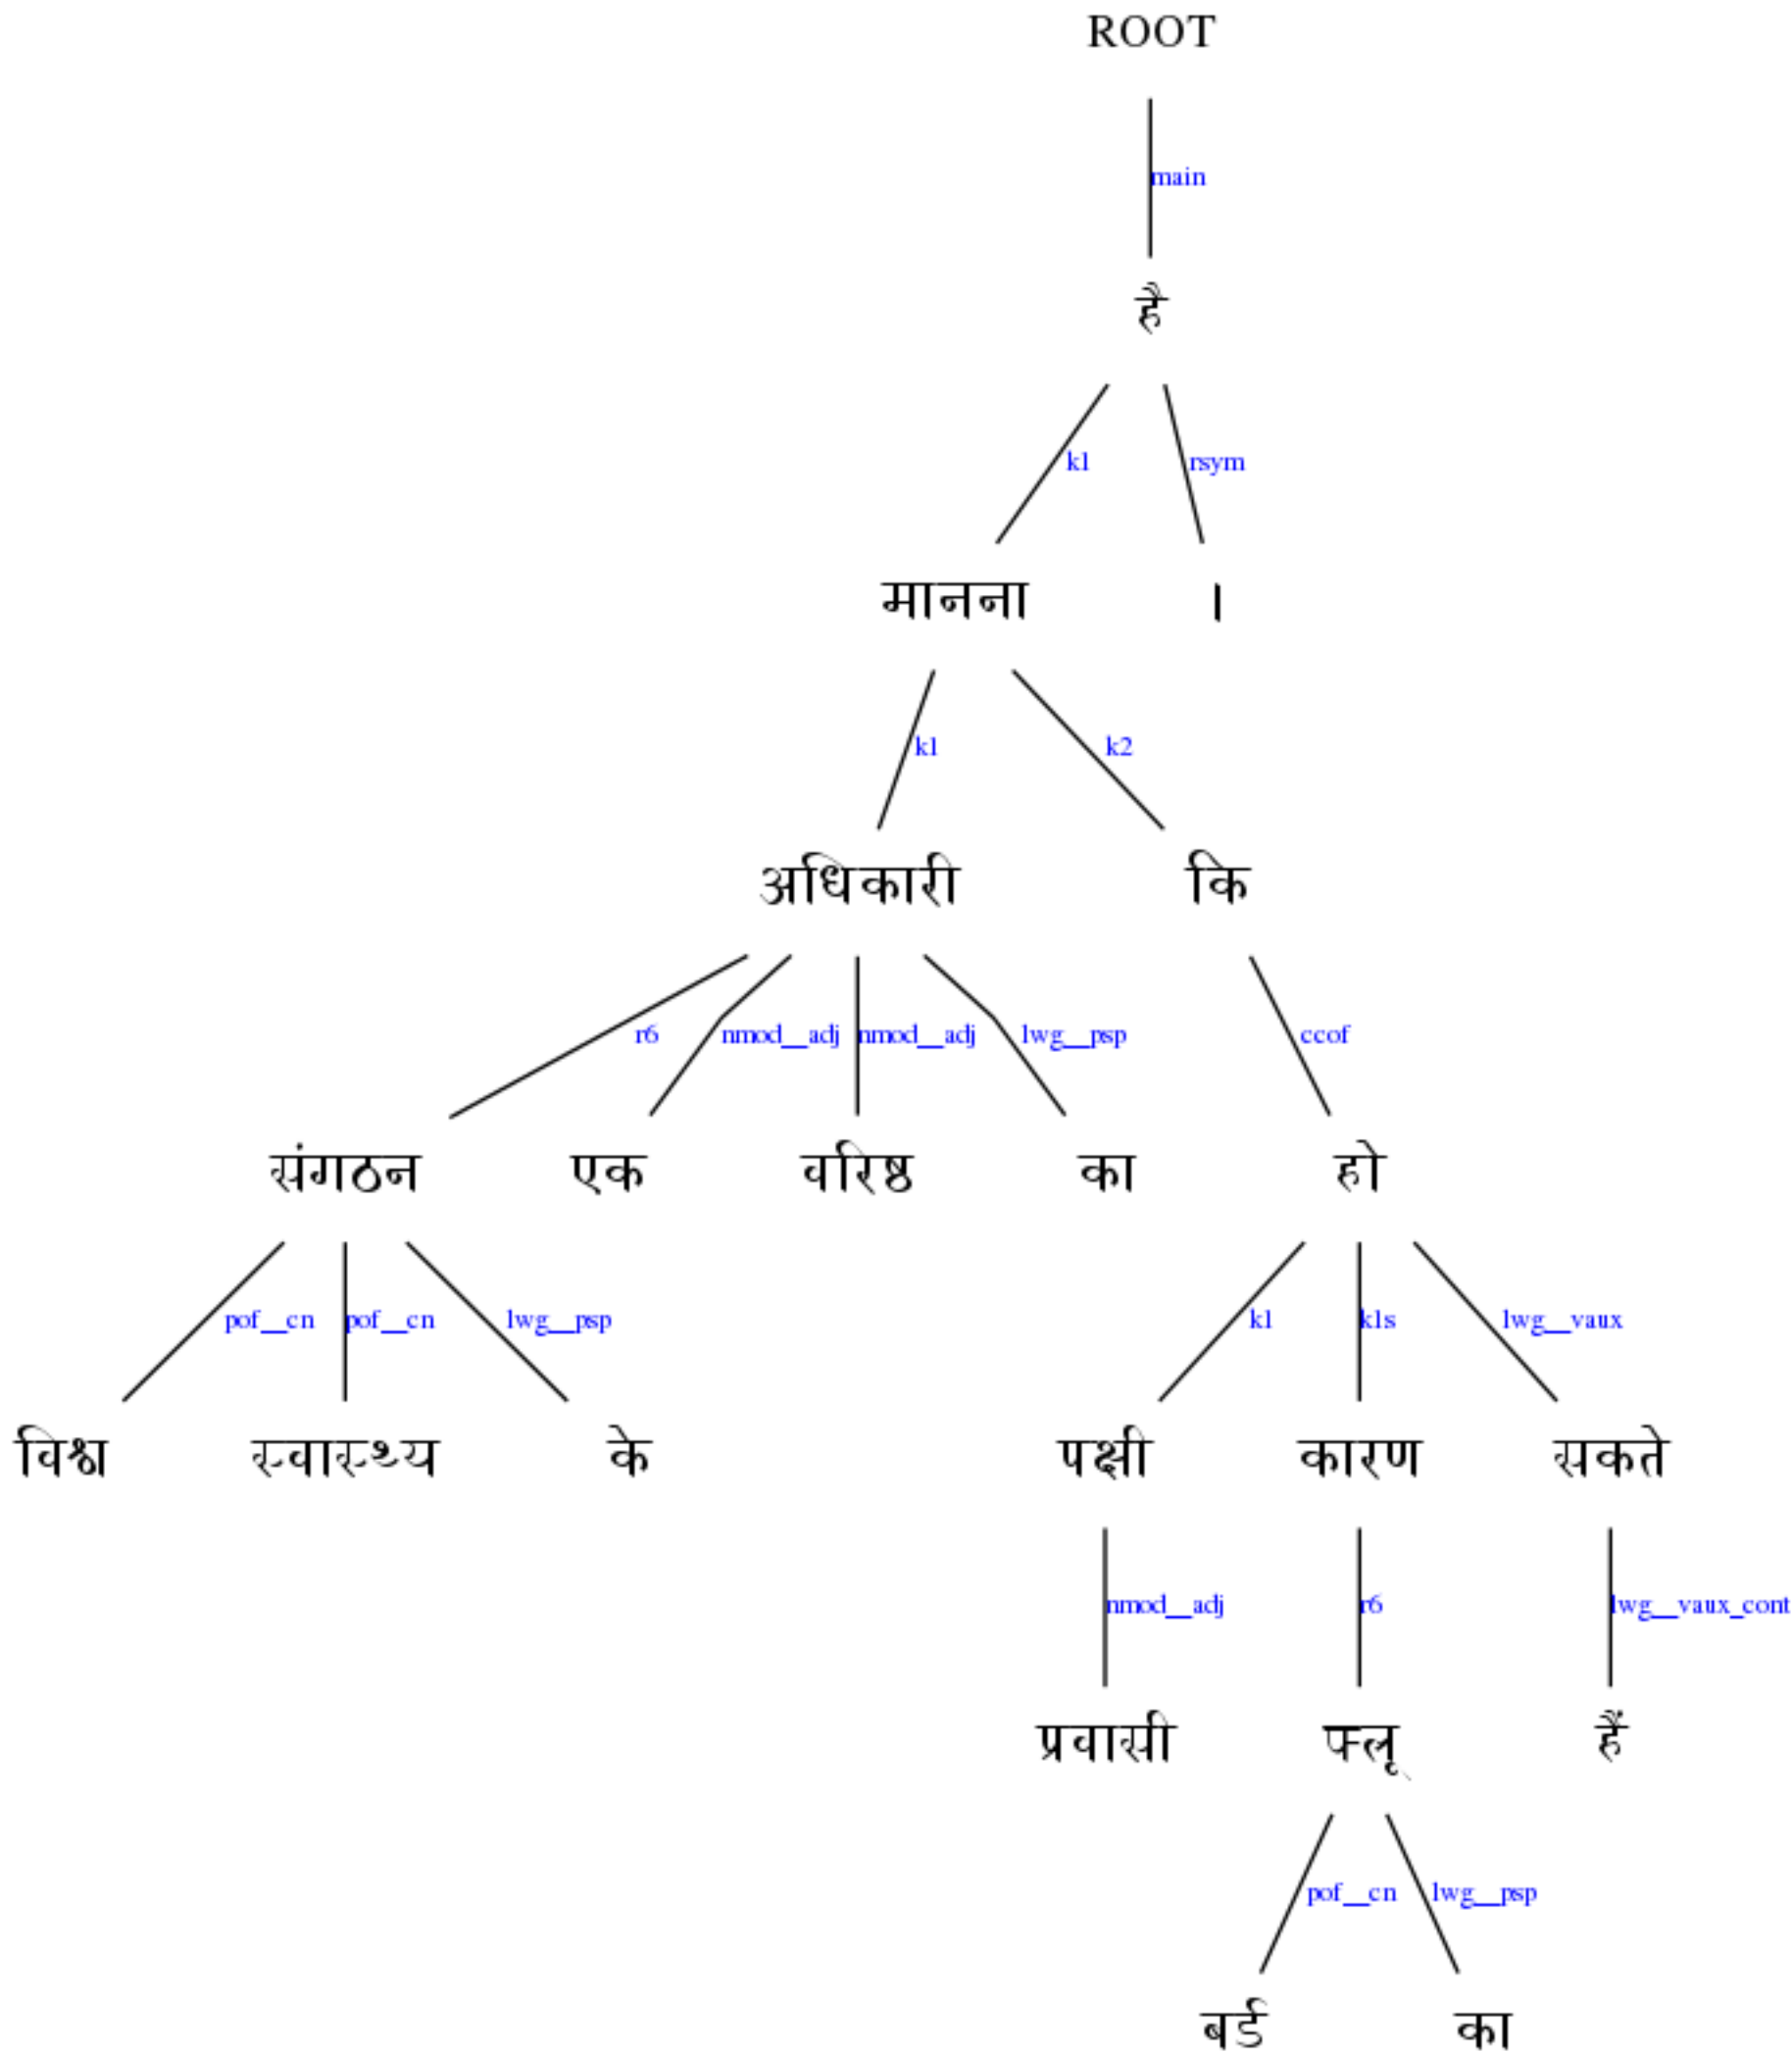 ROOT
main
है
k1 rsym
मानना ।
k1 k2
अधिकारी कि
r6 nmod__adj nmod__adj lwg__psp ccof
संगठन एक वरिष्ठ का हो
pof__cn pof__cn lwg__psp k1 k1s lwg__vaux
विश्व स्वास्थ्य के पक्षी कारण सकते
nmod__adj r6 lwg__vaux_cont
प्रवासी फ्लू हैं
pof__cn lwg__psp
बर्ड का